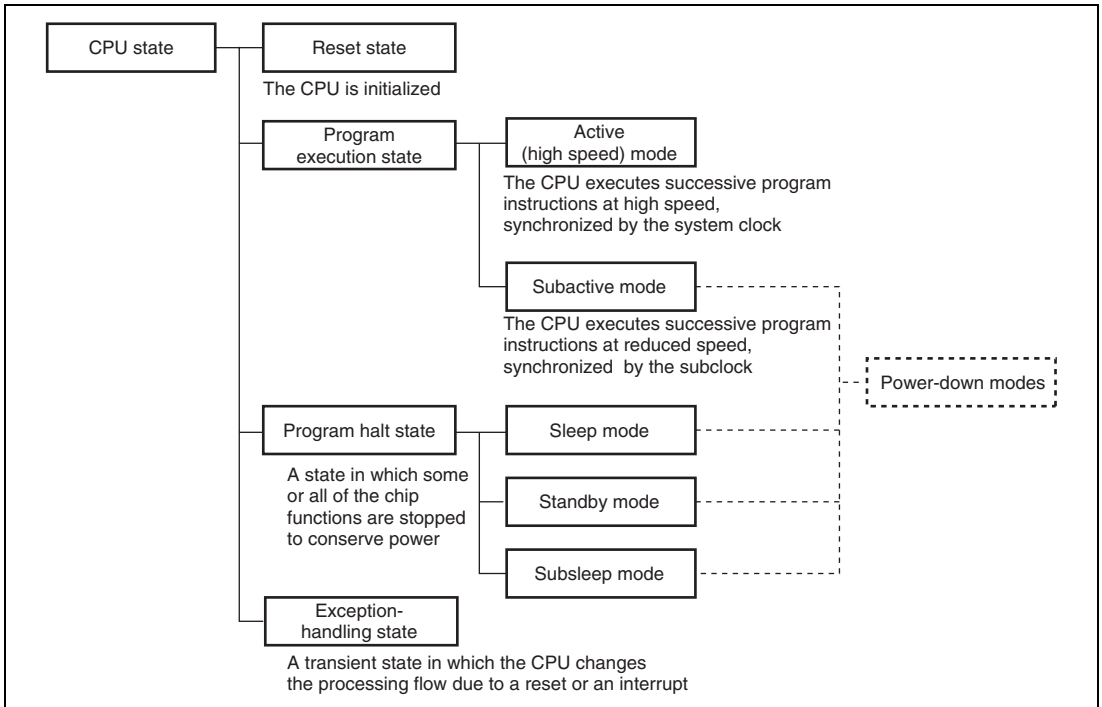 CPU state
Reset state
The CPU is initialized
Program
execution state
Active
(high speed) mode
The CPU executes successive program
instructions at high speed,
synchronized by the system clock
Subactive mode
The CPU executes successive program
instructions at reduced speed,
synchronized by the subclock
Power-down modes
Program halt state
A state in which some
or all of the chip
functions are stopped
to conserve power
Sleep mode
Standby mode
Subsleep mode
Exception-
handling state
A transient state in which the CPU changes
the processing flow due to a reset or an interrupt